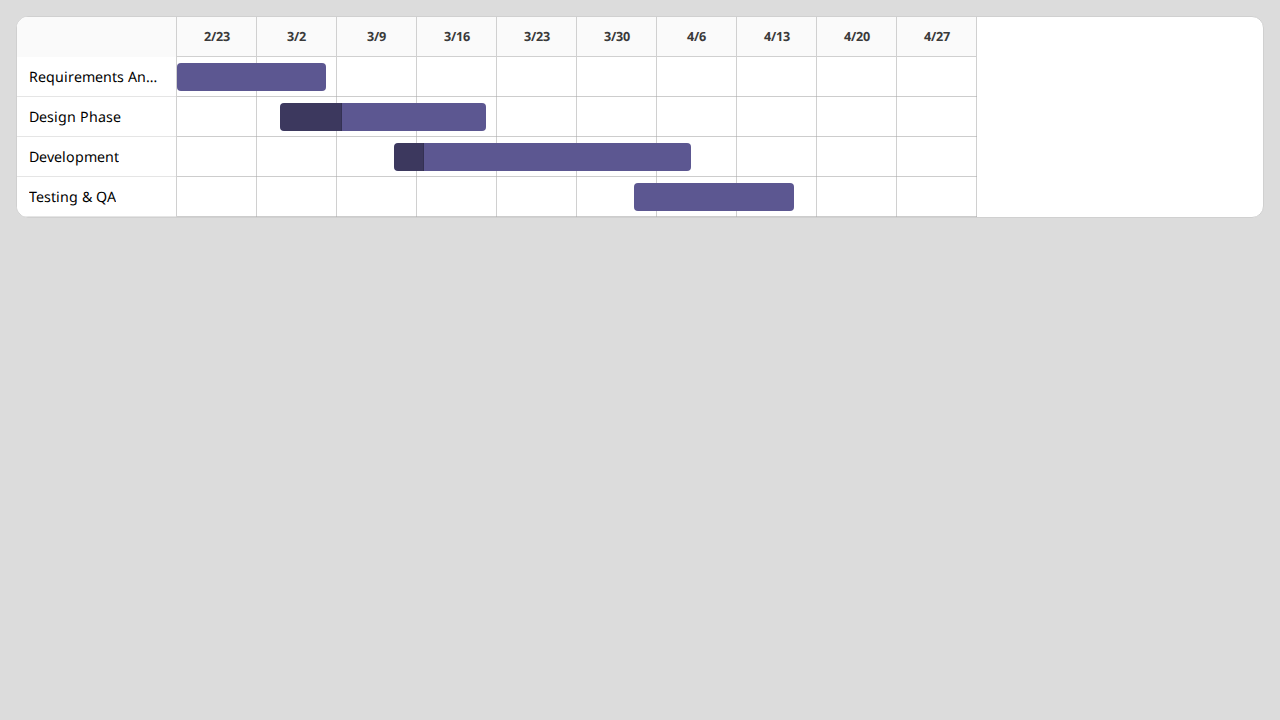 2/23 3/2 3/9 3/16 3/23 3/30 4/6 4/13 4/20 4/27
Requirements An...
Design Phase
Development
Testing & QA